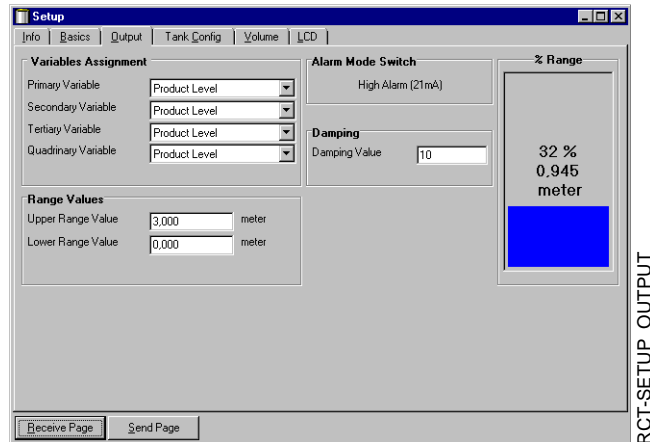 Setup
Info Basics Output Tank Config Volume LCD
Variables Assignment
Primary Variable Product Level
Secondary Variable Product Level
Tertiary Variable Product Level
Quadrinary Variable Product Level
Range Values
Upper Range Value 3,000 meter
Lower Range Value 0,000 meter
Alarm Mode Switch
High Alarm (21mA)
Damping
Damping Value 10
% Range
32 %
0,945
meter
Receive Page Send Page
RCT-SETUP OUTPUT